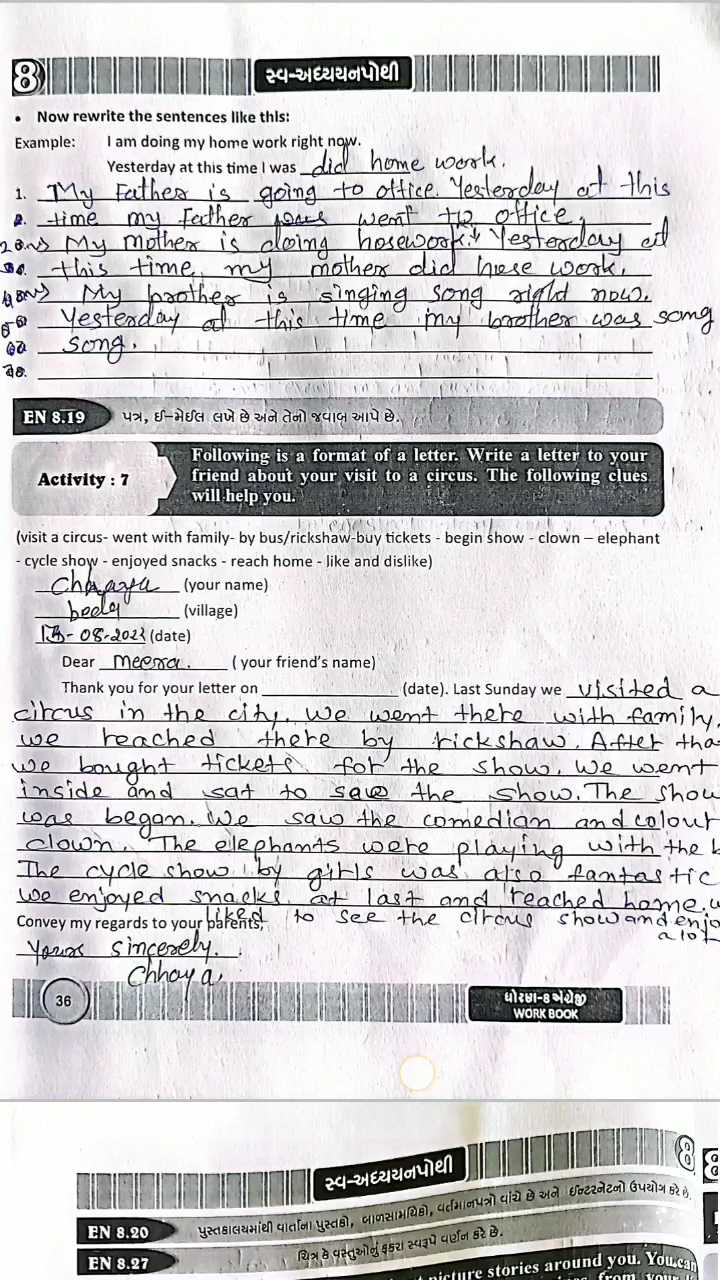 8 સ્વ-અધ્યયનપોથી
• Now rewrite the sentences like this:
Example: I am doing my home work right now.
Yesterday at this time I was did home work.
1. My Father is going to office. Yesterday at this
2. time my Father was went to office.
My mother is doing hosework. Yesterday at
this time my mother did hose work.
My brother is singing song right now.
Yesterday at this time my brother was song
song.
EN 8.19 પત્ર, ઈ-મેઈલ લખે છે અને તેનો જવાબ આપે છે.
Activity : 7 Following is a format of a letter. Write a letter to your
friend about your visit to a circus. The following clues
will help you.
(visit a circus- went with family- by bus/rickshaw-buy tickets - begin show - clown – elephant
- cycle show - enjoyed snacks - reach home - like and dislike)
Chhaya (your name)
beela (village)
-08-2022 (date)
Dear meera. ( your friend's name)
Thank you for your letter on (date). Last Sunday we visited a
circus in the city. We went there with family.
we reached there by rickshaw. After tha
we bought tickets for the show. We went
inside and sat to saw the show. The show
was began. We saw the comedian and colour
clown. The elephants were playing with the b
The cycle show by girls was also fantastic
we enjoyed snacks at last and reached home.
Convey my regards to your parents, liked to see the circus show and enjo
a lot
Yours sincerely.
Chhaya
36 ધોરણ-8 અંગ્રેજી
WORK BOOK
સ્વ-અધ્યયનપોથી 8
EN 8.20 પુસ્તકાલયમાંથી વાર્તાના પુસ્તકો, બાળસામયિકો, વર્તમાનપત્રો વાંચે છે અને ઈન્ટરનેટનો ઉપયોગ કરે છે.
EN 8.27 ચિત્ર કે વસ્તુઓનું ફકરા સ્વરૂપે વર્ણન કરે છે.
picture stories around you. You can
from your